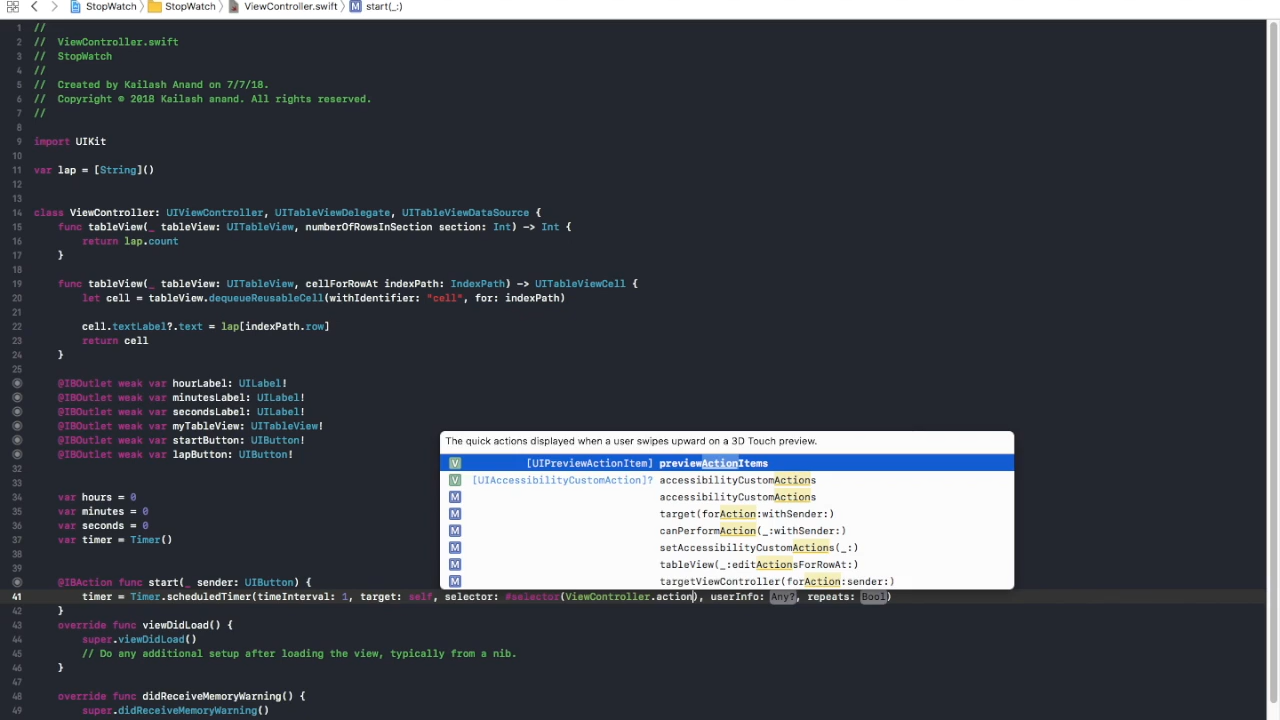 StopWatch StopWatch ViewController.swift M start(_:)
1 //
2 // ViewController.swift
3 // StopWatch
4 //
5 // Created by Kailash Anand on 7/7/18.
6 // Copyright © 2018 Kailash anand. All rights reserved.
7 //
8
9 import UIKit
10
11 var lap = [String]()
12
13
14 class ViewController: UIViewController, UITableViewDelegate, UITableViewDataSource {
15 func tableView(_ tableView: UITableView, numberOfRowsInSection section: Int) -> Int {
16 return lap.count
17 }
18
19 func tableView(_ tableView: UITableView, cellForRowAt indexPath: IndexPath) -> UITableViewCell {
20 let cell = tableView.dequeueReusableCell(withIdentifier: "cell", for: indexPath)
21
22 cell.textLabel?.text = lap[indexPath.row]
23 return cell
24 }
25
@IBOutlet weak var hourLabel: UILabel!
@IBOutlet weak var minutesLabel: UILabel!
@IBOutlet weak var secondsLabel: UILabel!
@IBOutlet weak var myTableView: UITableView!
@IBOutlet weak var startButton: UIButton!
@IBOutlet weak var lapButton: UIButton!
32
33
34 var hours = 0
35 var minutes = 0
36 var seconds = 0
37 var timer = Timer()
38
39
@IBAction func start(_ sender: UIButton) {
41 timer = Timer.scheduledTimer(timeInterval: 1, target: self, selector: #selector(ViewController.action), userInfo: Any?, repeats: Bool)
42 }
43 override func viewDidLoad() {
44 super.viewDidLoad()
45 // Do any additional setup after loading the view, typically from a nib.
46 }
47
48 override func didReceiveMemoryWarning() {
49 super.didReceiveMemoryWarning()
The quick actions displayed when a user swipes upward on a 3D Touch preview.
V [UIPreviewActionItem] previewActionItems
V [UIAccessibilityCustomAction]? accessibilityCustomActions
M accessibilityCustomActions
M target(forAction:withSender:)
M canPerformAction(_:withSender:)
M setAccessibilityCustomActions(_:)
M tableView(_:editActionsForRowAt:)
M targetViewController(forAction:sender:)